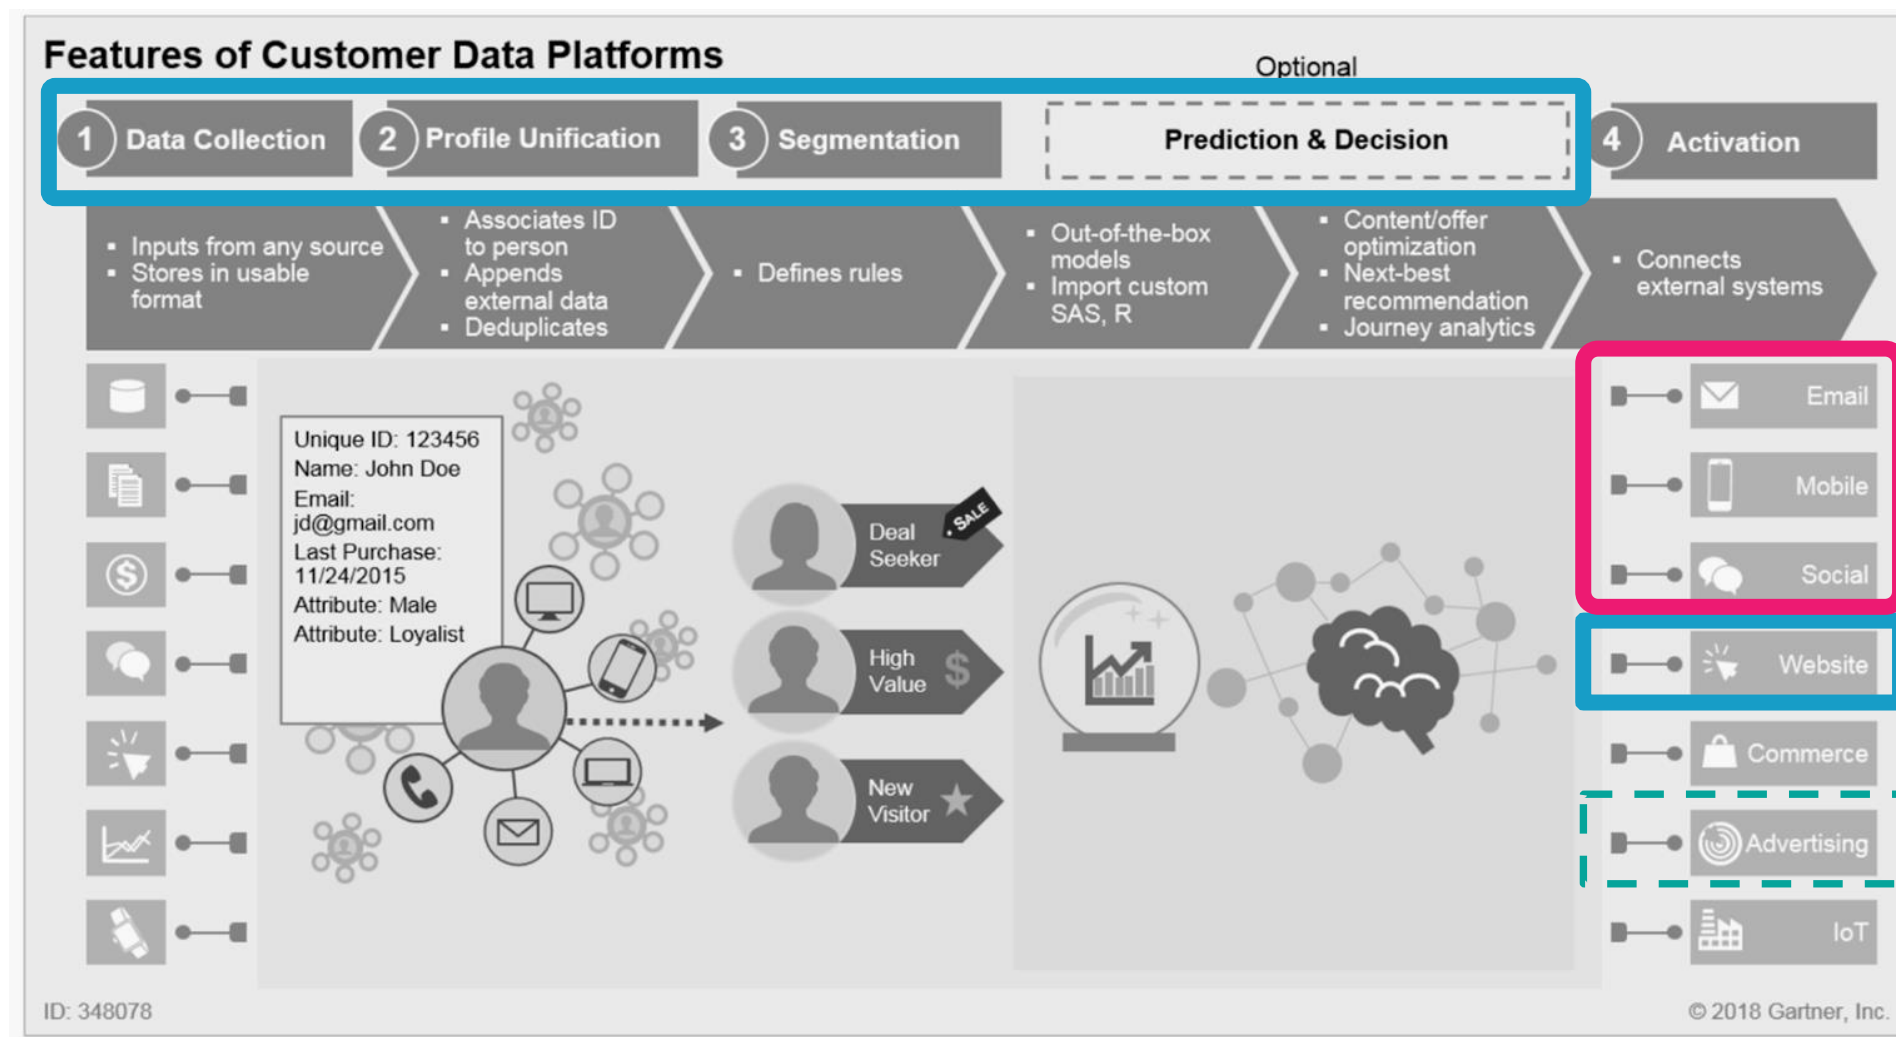 Features of Customer Data Platforms
Optional
1 Data Collection
2 Profile Unification
3 Segmentation
Prediction & Decision
4 Activation
▪ Inputs from any source
▪ Stores in usable
format
▪ Associates ID
to person
▪ Appends
external data
▪ Deduplicates
▪ Defines rules
▪ Out-of-the-box
models
▪ Import custom
SAS, R
▪ Content/offer
optimization
▪ Next-best
recommendation
▪ Journey analytics
▪ Connects
external systems
Unique ID: 123456
Name: John Doe
Email:
jd@gmail.com
Last Purchase:
11/24/2015
Attribute: Male
Attribute: Loyalist
Deal
Seeker
SALE
High
Value
$
New
Visitor
$
Email
Mobile
Social
Website
Commerce
Advertising
IoT
ID: 348078
© 2018 Gartner, Inc.